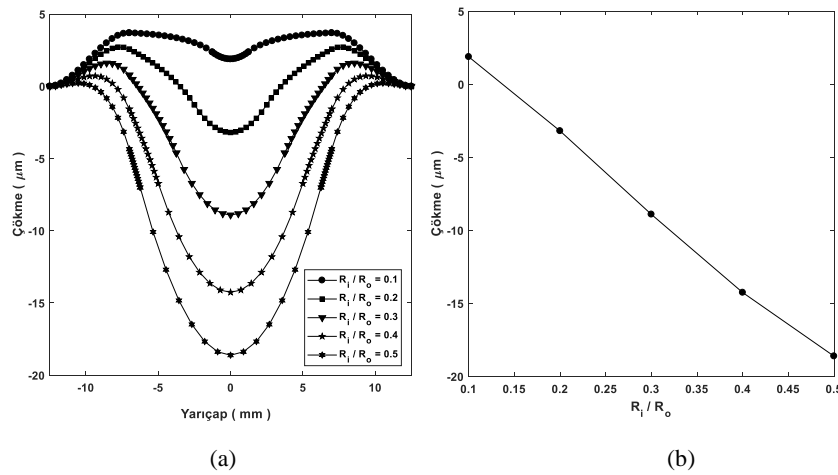 5
0
-5
-10
-15
-20
Çökme ( μm )
-10
-5
0
5
10
Yarıçap ( mm )
R_i / R_o = 0.1
R_i / R_o = 0.2
R_i / R_o = 0.3
R_i / R_o = 0.4
R_i / R_o = 0.5
(a)
5
0
-5
-10
-15
-20
Çökme ( μm )
0.1
0.15
0.2
0.25
0.3
0.35
0.4
0.45
0.5
R_i / R_o
(b)